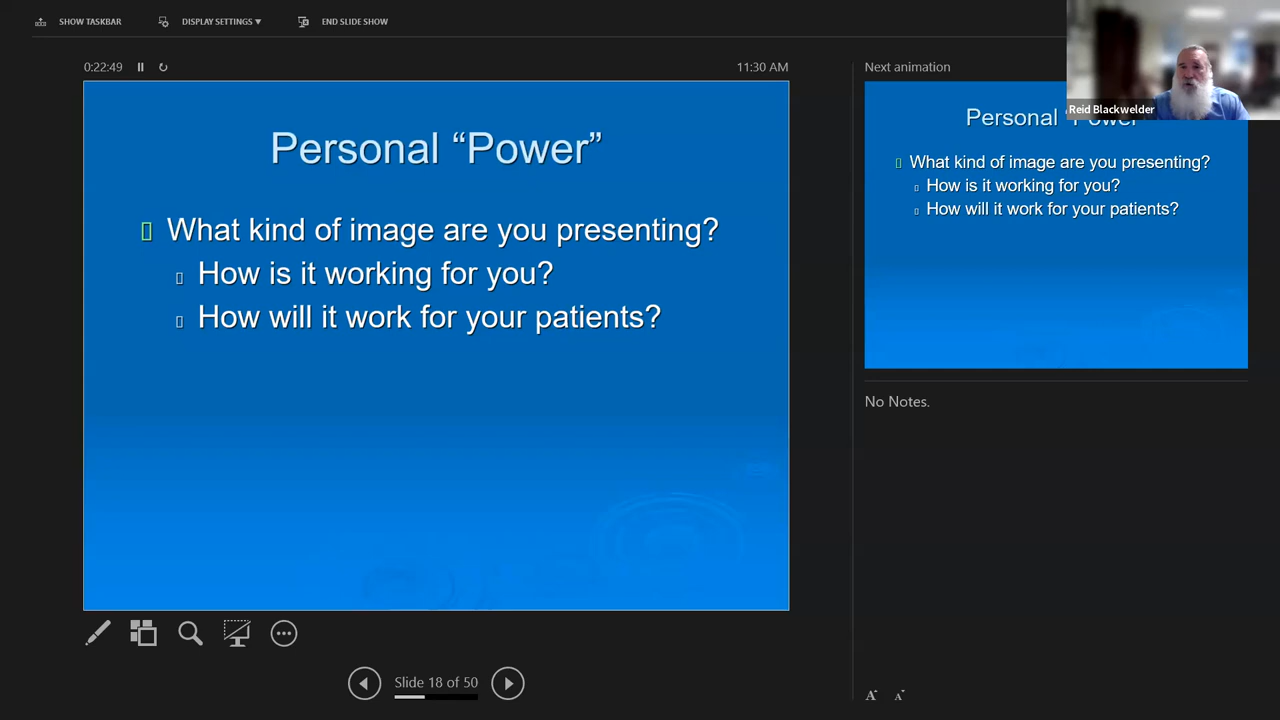 SHOW TASKBAR
DISPLAY SETTINGS ▾
END SLIDE SHOW
0:22:49
11:30 AM
Personal “Power”
What kind of image are you presenting?
How is it working for you?
How will it work for your patients?
Slide 18 of 50
Next animation
Reid Blackwelder
Personal “Power”
What kind of image are you presenting?
How is it working for you?
How will it work for your patients?
No Notes.
A A